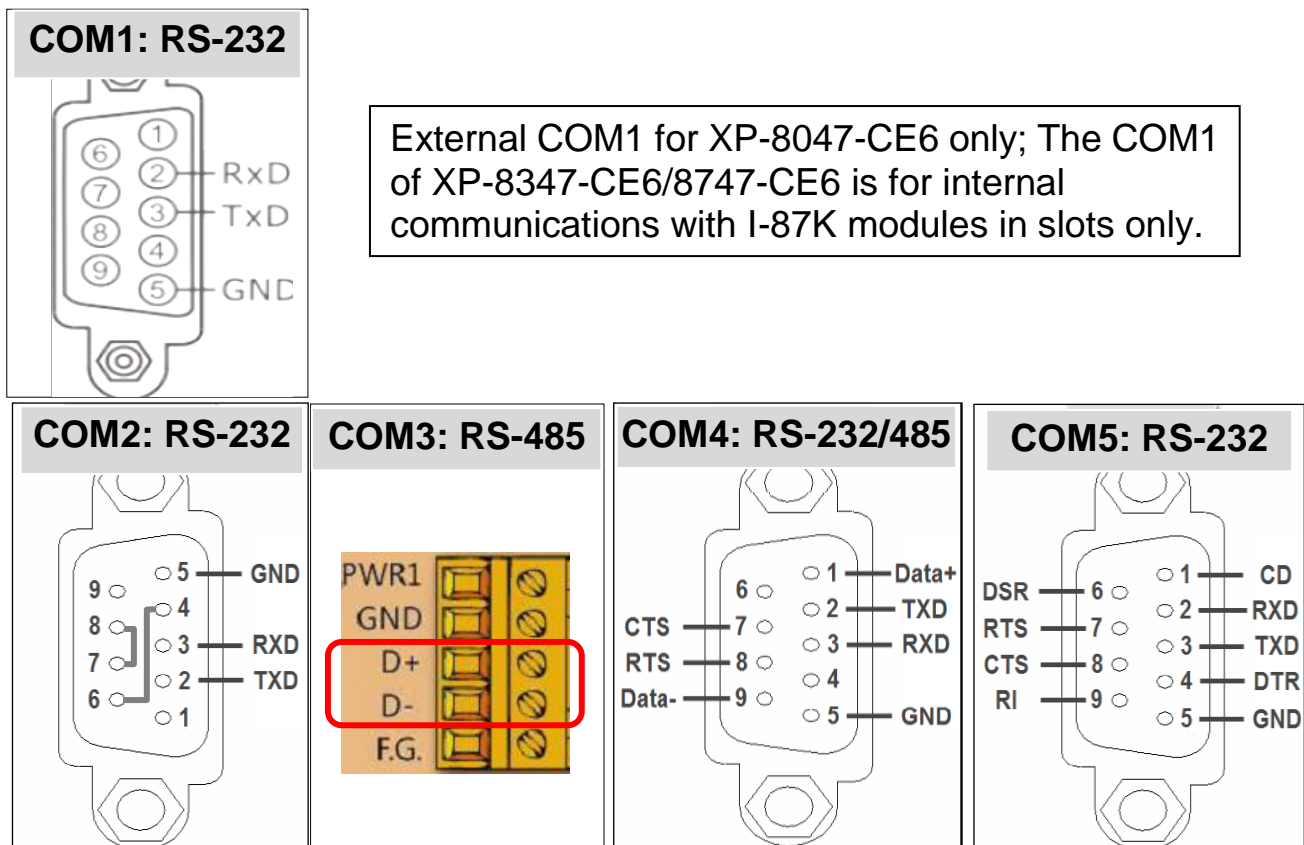 COM1: RS-232
1
6
2 RxD
7
3 TxD
8
4
9
5 GND
External COM1 for XP-8047-CE6 only; The COM1
of XP-8347-CE6/8747-CE6 is for internal
communications with I-87K modules in slots only.
COM2: RS-232
5 GND
9
4
8
3 RXD
7
2 TXD
6
1
COM3: RS-485
PWR1
GND
D+
D-
F.G.
COM4: RS-232/485
1 Data+
6
2 TXD
CTS 7
3 RXD
RTS 8
4
Data- 9
5 GND
COM5: RS-232
1 CD
DSR 6
2 RXD
RTS 7
3 TXD
CTS 8
4 DTR
RI 9
5 GND